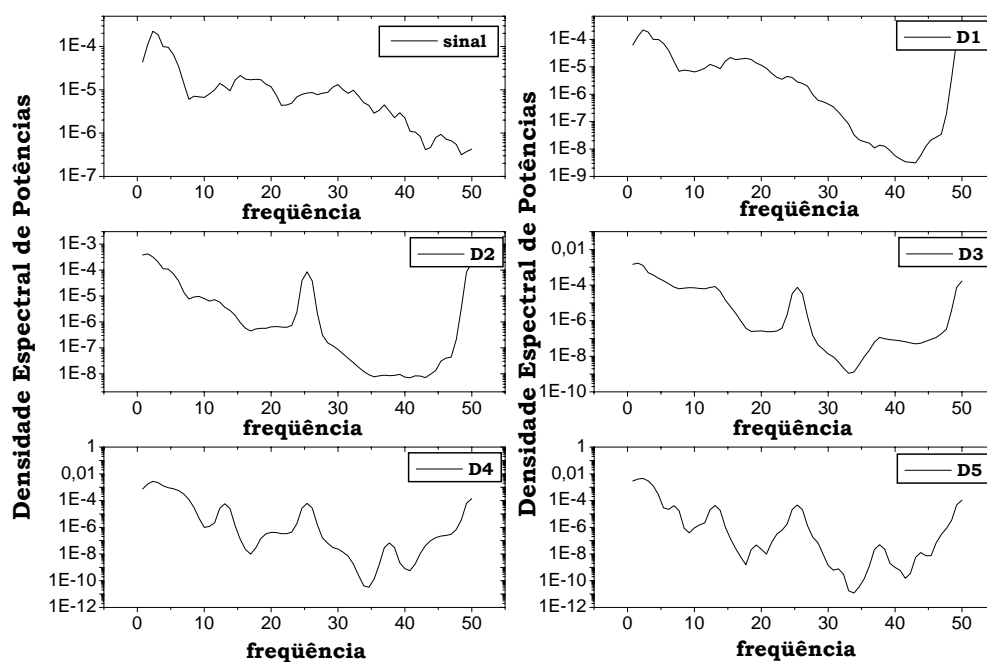 Densidade Espectral de Potências
Densidade Espectral de Potências
1E-4
1E-5
1E-6
1E-7
sinal
0 10 20 30 40 50
freqüência
1E-4
1E-5
1E-6
1E-7
1E-8
1E-9
D1
0 10 20 30 40 50
freqüência
1E-3
1E-4
1E-5
1E-6
1E-7
1E-8
D2
0 10 20 30 40 50
freqüência
0,01
1E-4
1E-6
1E-8
1E-10
D3
0 10 20 30 40 50
freqüência
1
0,01
1E-4
1E-6
1E-8
1E-10
1E-12
D4
0 10 20 30 40 50
freqüência
1
0,01
1E-4
1E-6
1E-8
1E-10
1E-12
D5
0 10 20 30 40 50
freqüência